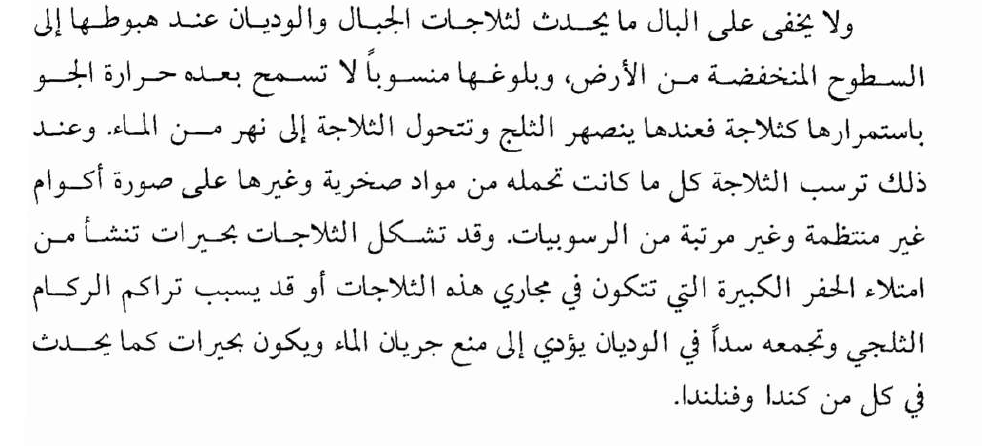 ولا يخفى على البال ما يحدث لثلاجات الجبال والوديان عند هبوطها إلى
السطوح المنخفضة من الأرض، وبلوغها منسوباً لا تسمح بعده حرارة الجو
باستمرارها كثلاجة فعندها ينصهر الثلج وتتحول الثلاجة إلى نهر من الماء. وعند
ذلك ترسب الثلاجة كل ما كانت تحمله من مواد صخرية وغيرها على صورة أكوام
غير منتظمة وغير مرتبة من الرسوبيات. وقد تشكل الثلاجات بحيرات تنشأ من
امتلاء الحفر الكبيرة التي تتكون في مجاري هذه الثلاجات أو قد يسبب تراكم الركام
الثلجي وتجمعه سداً في الوديان يؤدي إلى منع جريان الماء ويكون بحيرات كما يحدث
في كل من كندا وفنلندا.